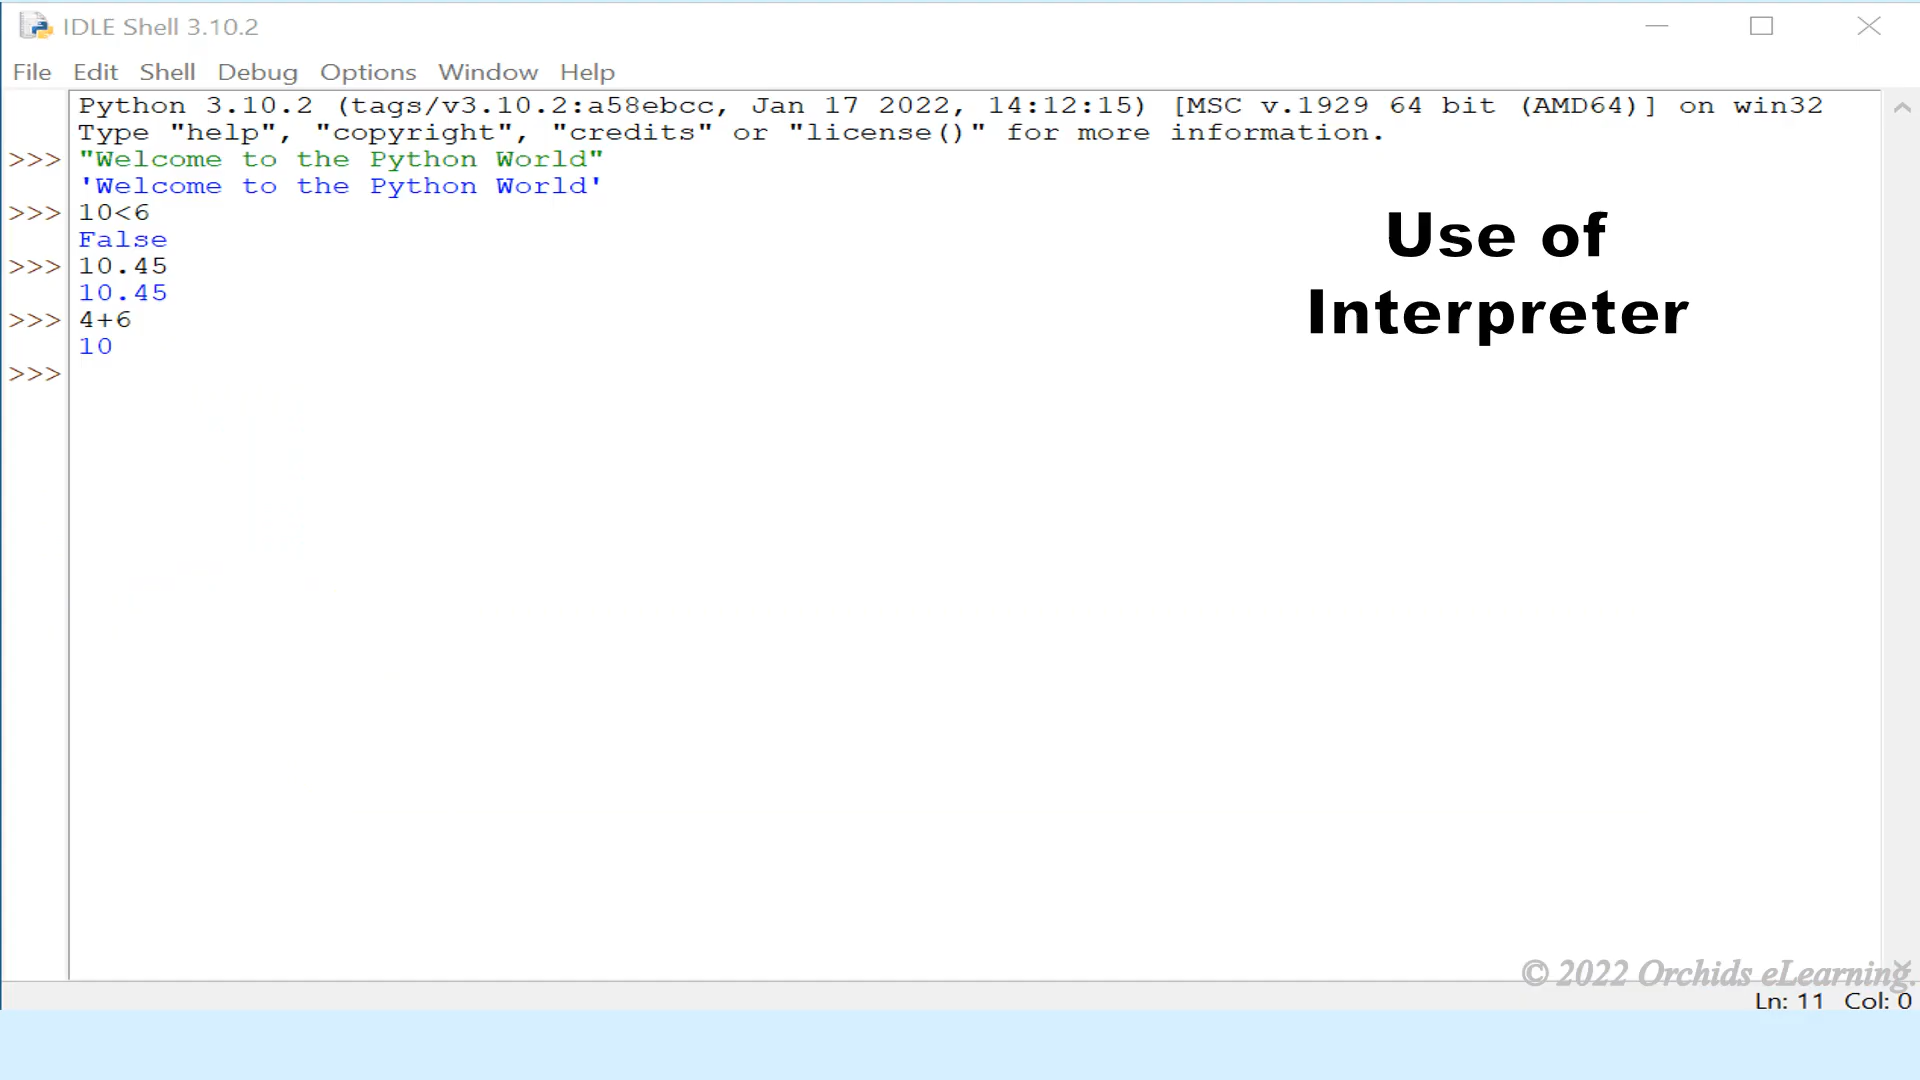 IDLE Shell 3.10.2
File Edit Shell Debug Options Window Help
Python 3.10.2 (tags/v3.10.2:a58ebcc, Jan 17 2022, 14:12:15) [MSC v.1929 64 bit (AMD64)] on win32
Type "help", "copyright", "credits" or "license()" for more information.
>>> "Welcome to the Python World"
'Welcome to the Python World'
>>> 10<6
False
>>> 10.45
10.45
>>> 4+6
10
>>>
Use of
Interpreter
© 2022 Orchids eLearning.
Ln: 11 Col: 0